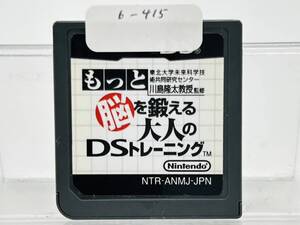 6-415
もっと
東北大学未来科学技
術共同研究センター
川島隆太教授 監修
脳を鍛える
大人の
DSトレーニング™
Nintendo
NTR-ANMJ-JPN